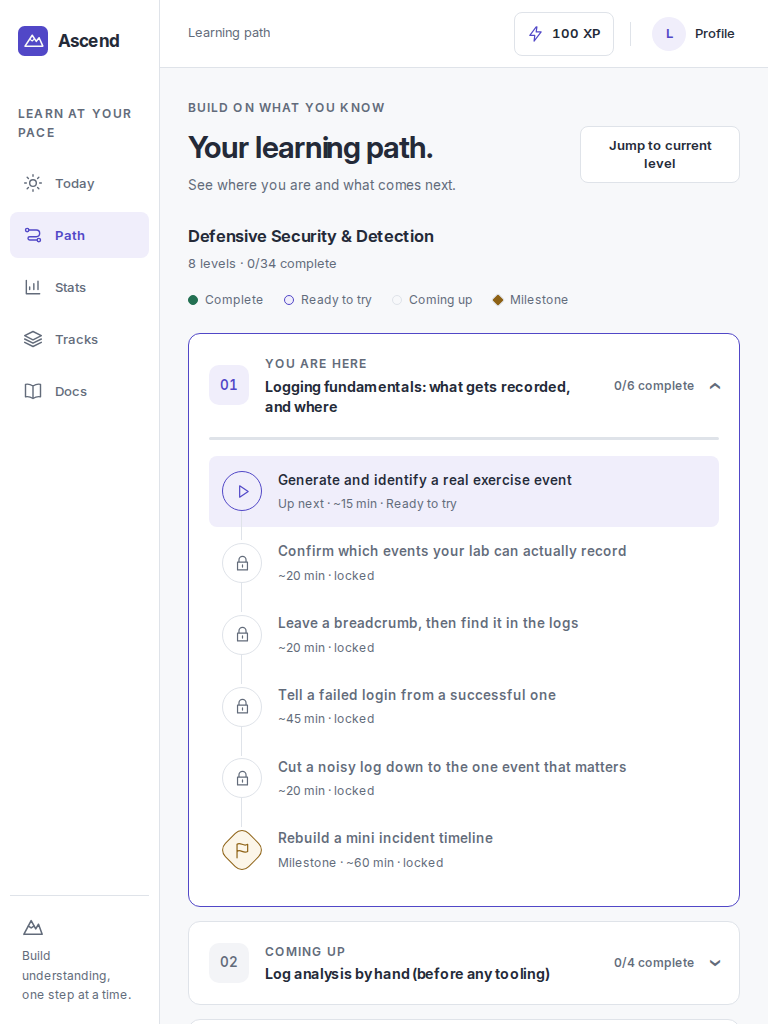 Ascend
LEARN AT YOUR
PACE
Today
Path
Stats
Tracks
Docs
Build
understanding,
one step at a time.
Learning path
100 XP
L
Profile
BUILD ON WHAT YOU KNOW
Your learning path.
See where you are and what comes next.
Jump to current
level
Defensive Security & Detection
8 levels · 0/34 complete
Complete
Ready to try
Coming up
Milestone
01
YOU ARE HERE
Logging fundamentals: what gets recorded,
and where
0/6 complete
Generate and identify a real exercise event
Up next · ~15 min · Ready to try
Confirm which events your lab can actually record
~20 min · locked
Leave a breadcrumb, then find it in the logs
~20 min · locked
Tell a failed login from a successful one
~45 min · locked
Cut a noisy log down to the one event that matters
~20 min · locked
Rebuild a mini incident timeline
Milestone · ~60 min · locked
02
COMING UP
Log analysis by hand (before any tooling)
0/4 complete